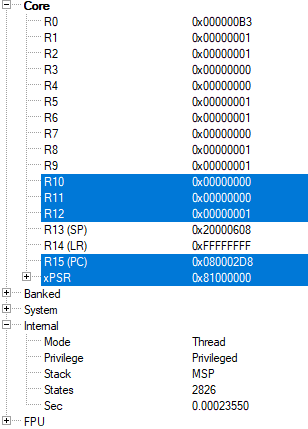 Core
R0 0x000000B3
R1 0x00000001
R2 0x00000001
R3 0x00000000
R4 0x00000000
R5 0x00000001
R6 0x00000001
R7 0x00000000
R8 0x00000001
R9 0x00000001
R10 0x00000000
R11 0x00000000
R12 0x00000001
R13 (SP) 0x20000608
R14 (LR) 0xFFFFFFFF
R15 (PC) 0x080002D8
xPSR 0x81000000
Banked
System
Internal
Mode Thread
Privilege Privileged
Stack MSP
States 2826
Sec 0.00023550
FPU